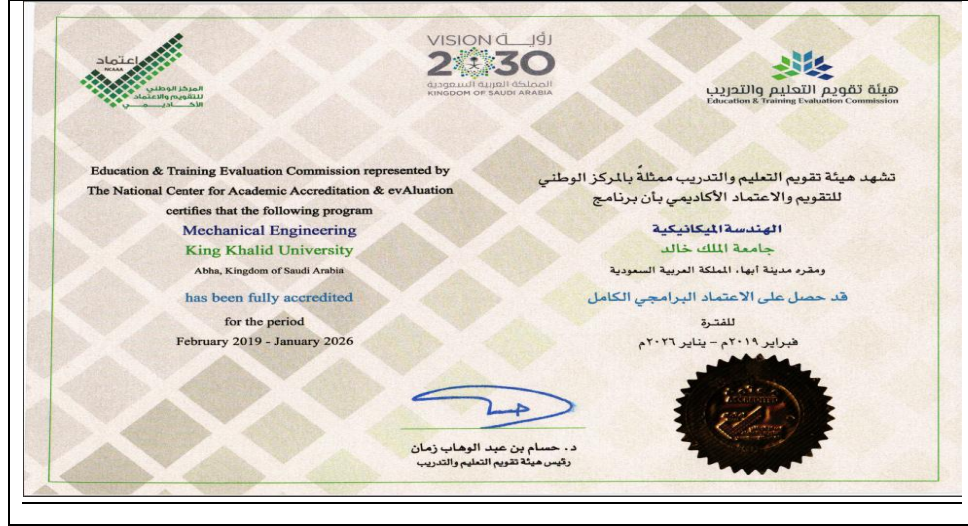 اعتماد
NCAAA
المركز الوطني
للتقويم والاعتماد
الأكاديمي
VISION رؤية
2030
المملكة العربية السعودية
KINGDOM OF SAUDI ARABIA
هيئة تقويم التعليم والتدريب
Education & Training Evaluation Commission
Education & Training Evaluation Commission represented by
The National Center for Academic Accreditation & evAluation
certifies that the following program
Mechanical Engineering
King Khalid University
Abha, Kingdom of Saudi Arabia
has been fully accredited
for the period
February 2019 - January 2026
تشهد هيئة تقويم التعليم والتدريب ممثلةً بالمركز الوطني
للتقويم والاعتماد الأكاديمي بأن برنامج
الهندسة الميكانيكية
جامعة الملك خالد
ومقره مدينة أبها، المملكة العربية السعودية
قد حصل على الاعتماد البرامجي الكامل
للفترة
فبراير ٢٠١٩م – يناير ٢٠٢٦م
د. حسام بن عبد الوهاب زمان
رئيس هيئة تقويم التعليم والتدريب
ACCREDITED